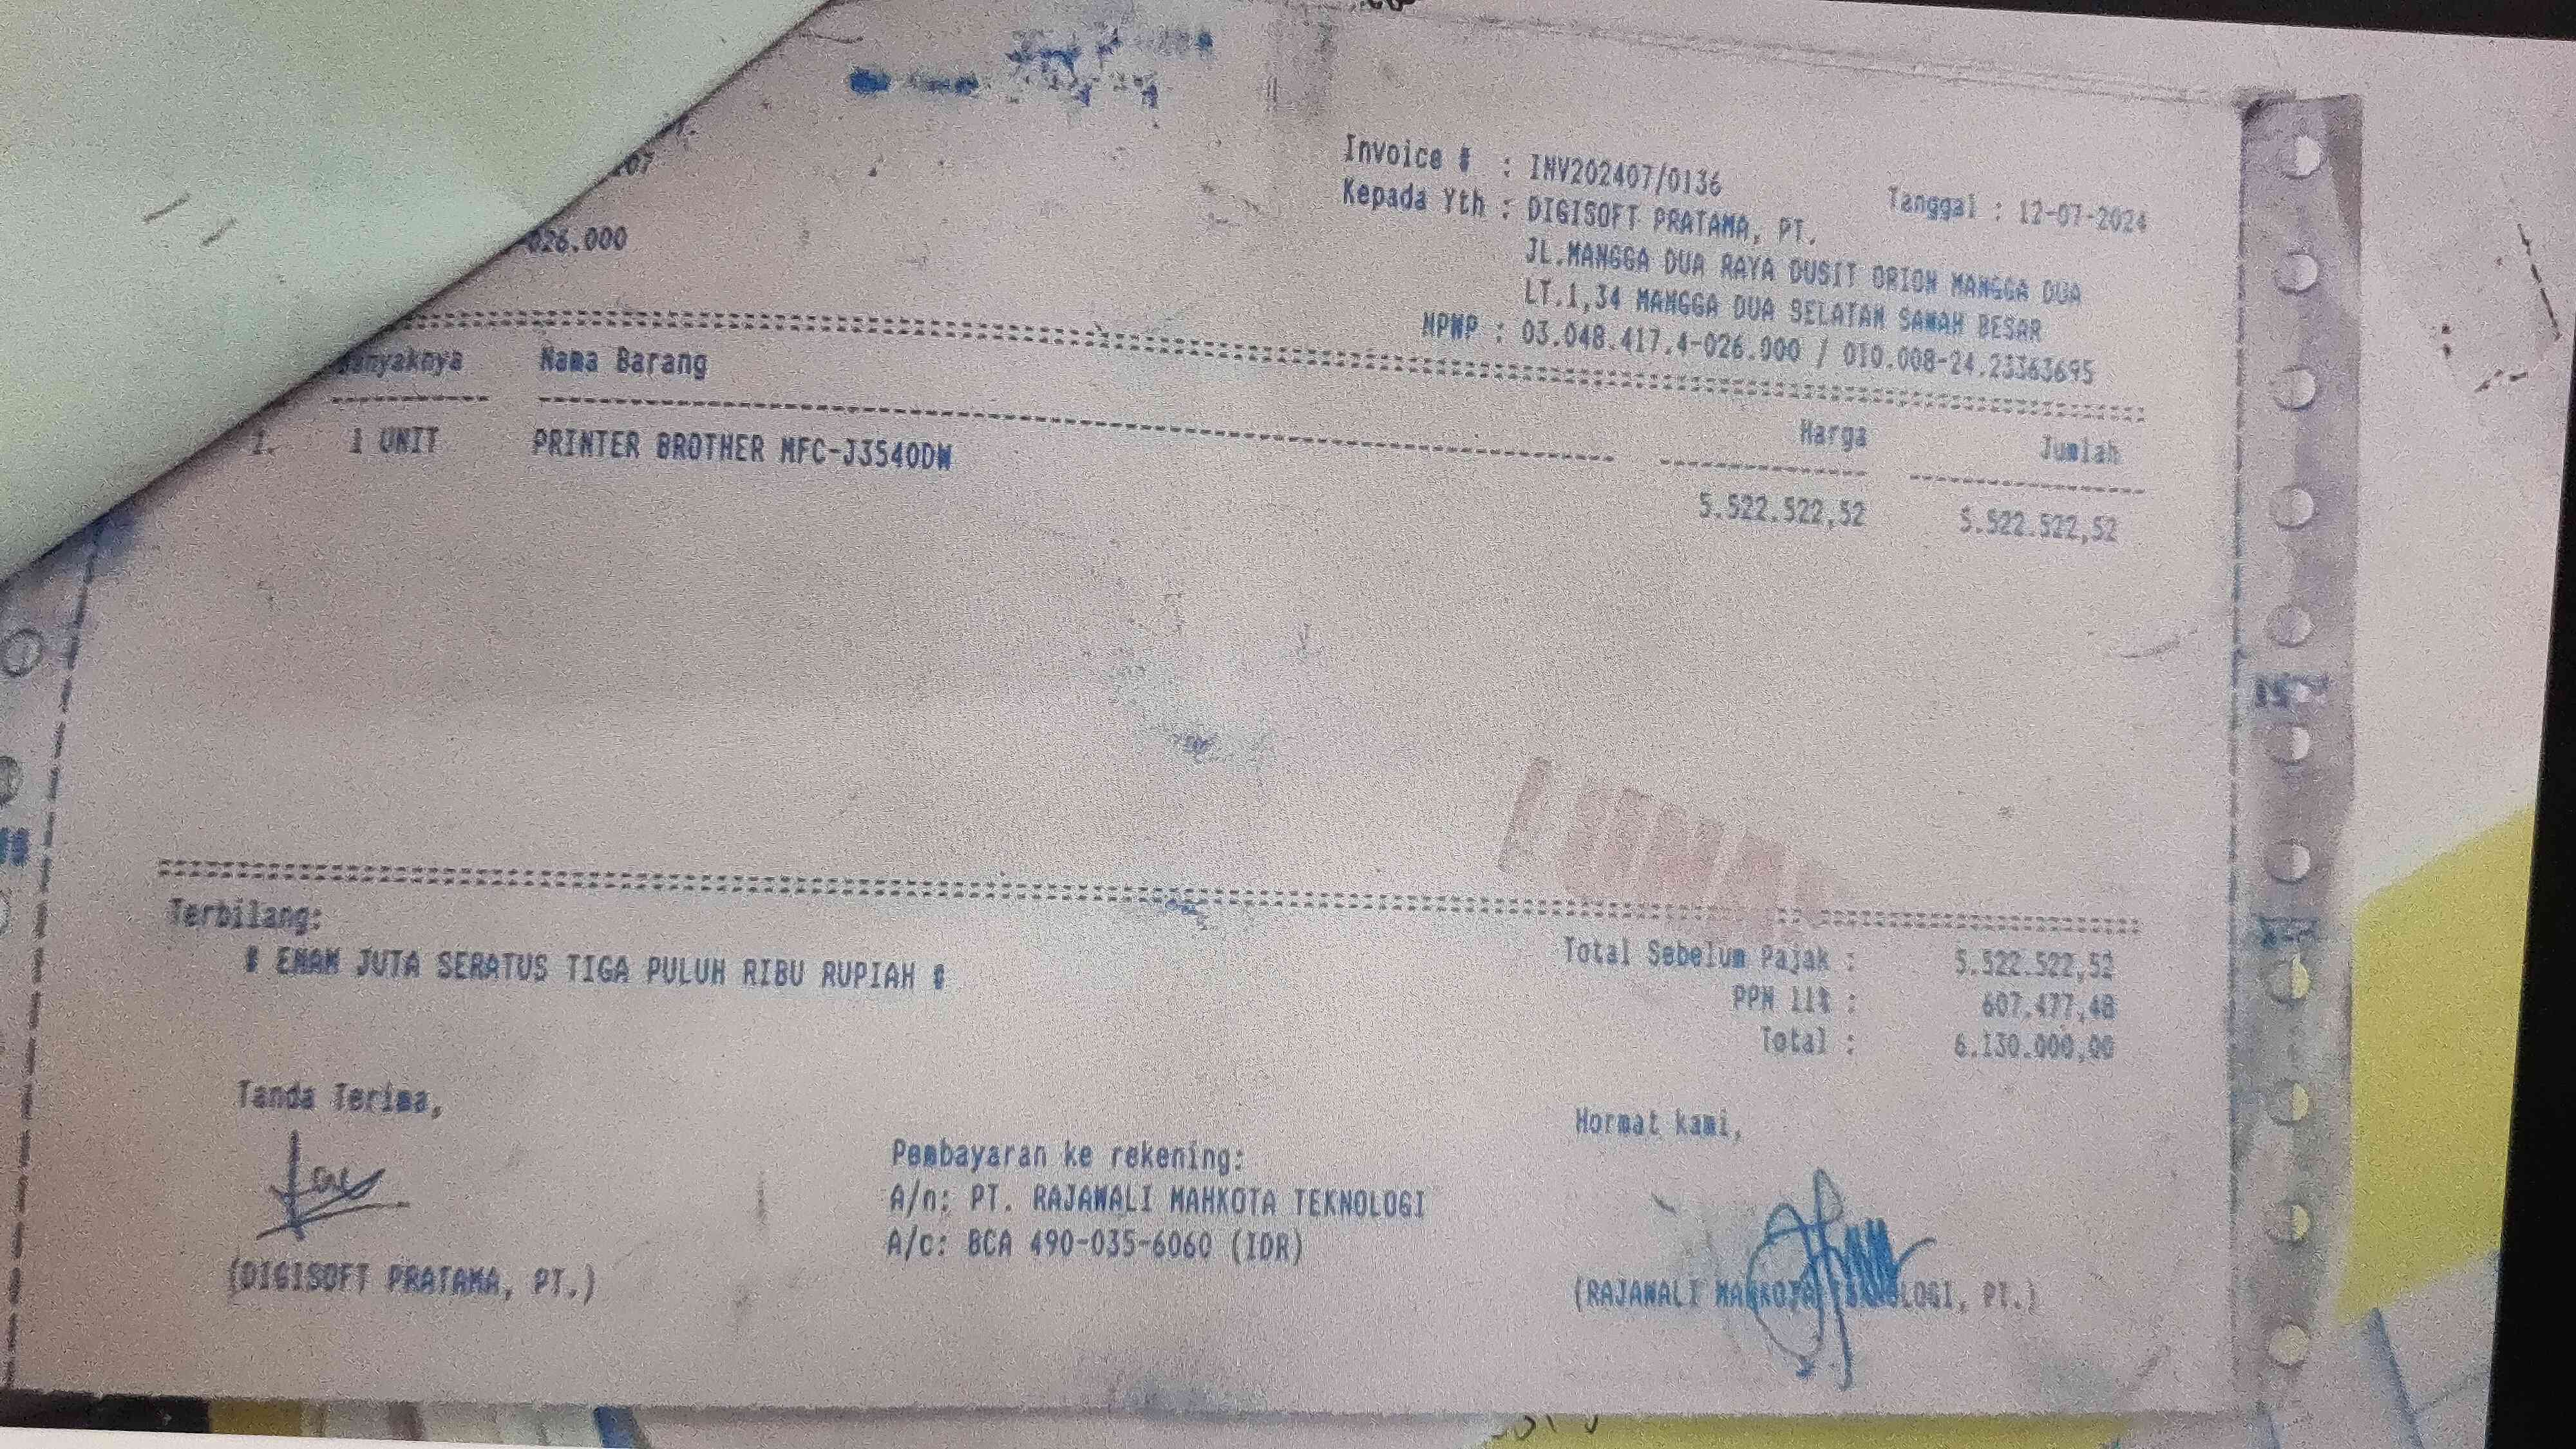 026.000
Invoice # : INV202407/0136
Tanggal : 12-07-2024
Kepada Yth : DIGISOFT PRATAMA, PT.
JL.MANGGA DUA RAYA DUSIT ORION MANGGA DUA
LT.1,34 MANGGA DUA SELATAN SAWAH BESAR
NPWP : 03.048.417.4-026.000 / 010.008-24.23363695
anyaknya Nama Barang Harga Jumlah
1. 1 UNIT PRINTER BROTHER MFC-J3540DW 5.522.522,52 5.522.522,52
Terbilang:
# ENAM JUTA SERATUS TIGA PULUH RIBU RUPIAH #
Total Sebelum Pajak : 5.522.522,52
PPN 11% : 607.477,48
Total : 6.130.000,00
Tanda Terima,
(DIGISOFT PRATAMA, PT.)
Pembayaran ke rekening:
A/n: PT. RAJAWALI MAHKOTA TEKNOLOGI
A/c: BCA 490-035-6060 (IDR)
Hormat kami,
(RAJAWALI MAHKOTA TEKNOLOGI, PT.)